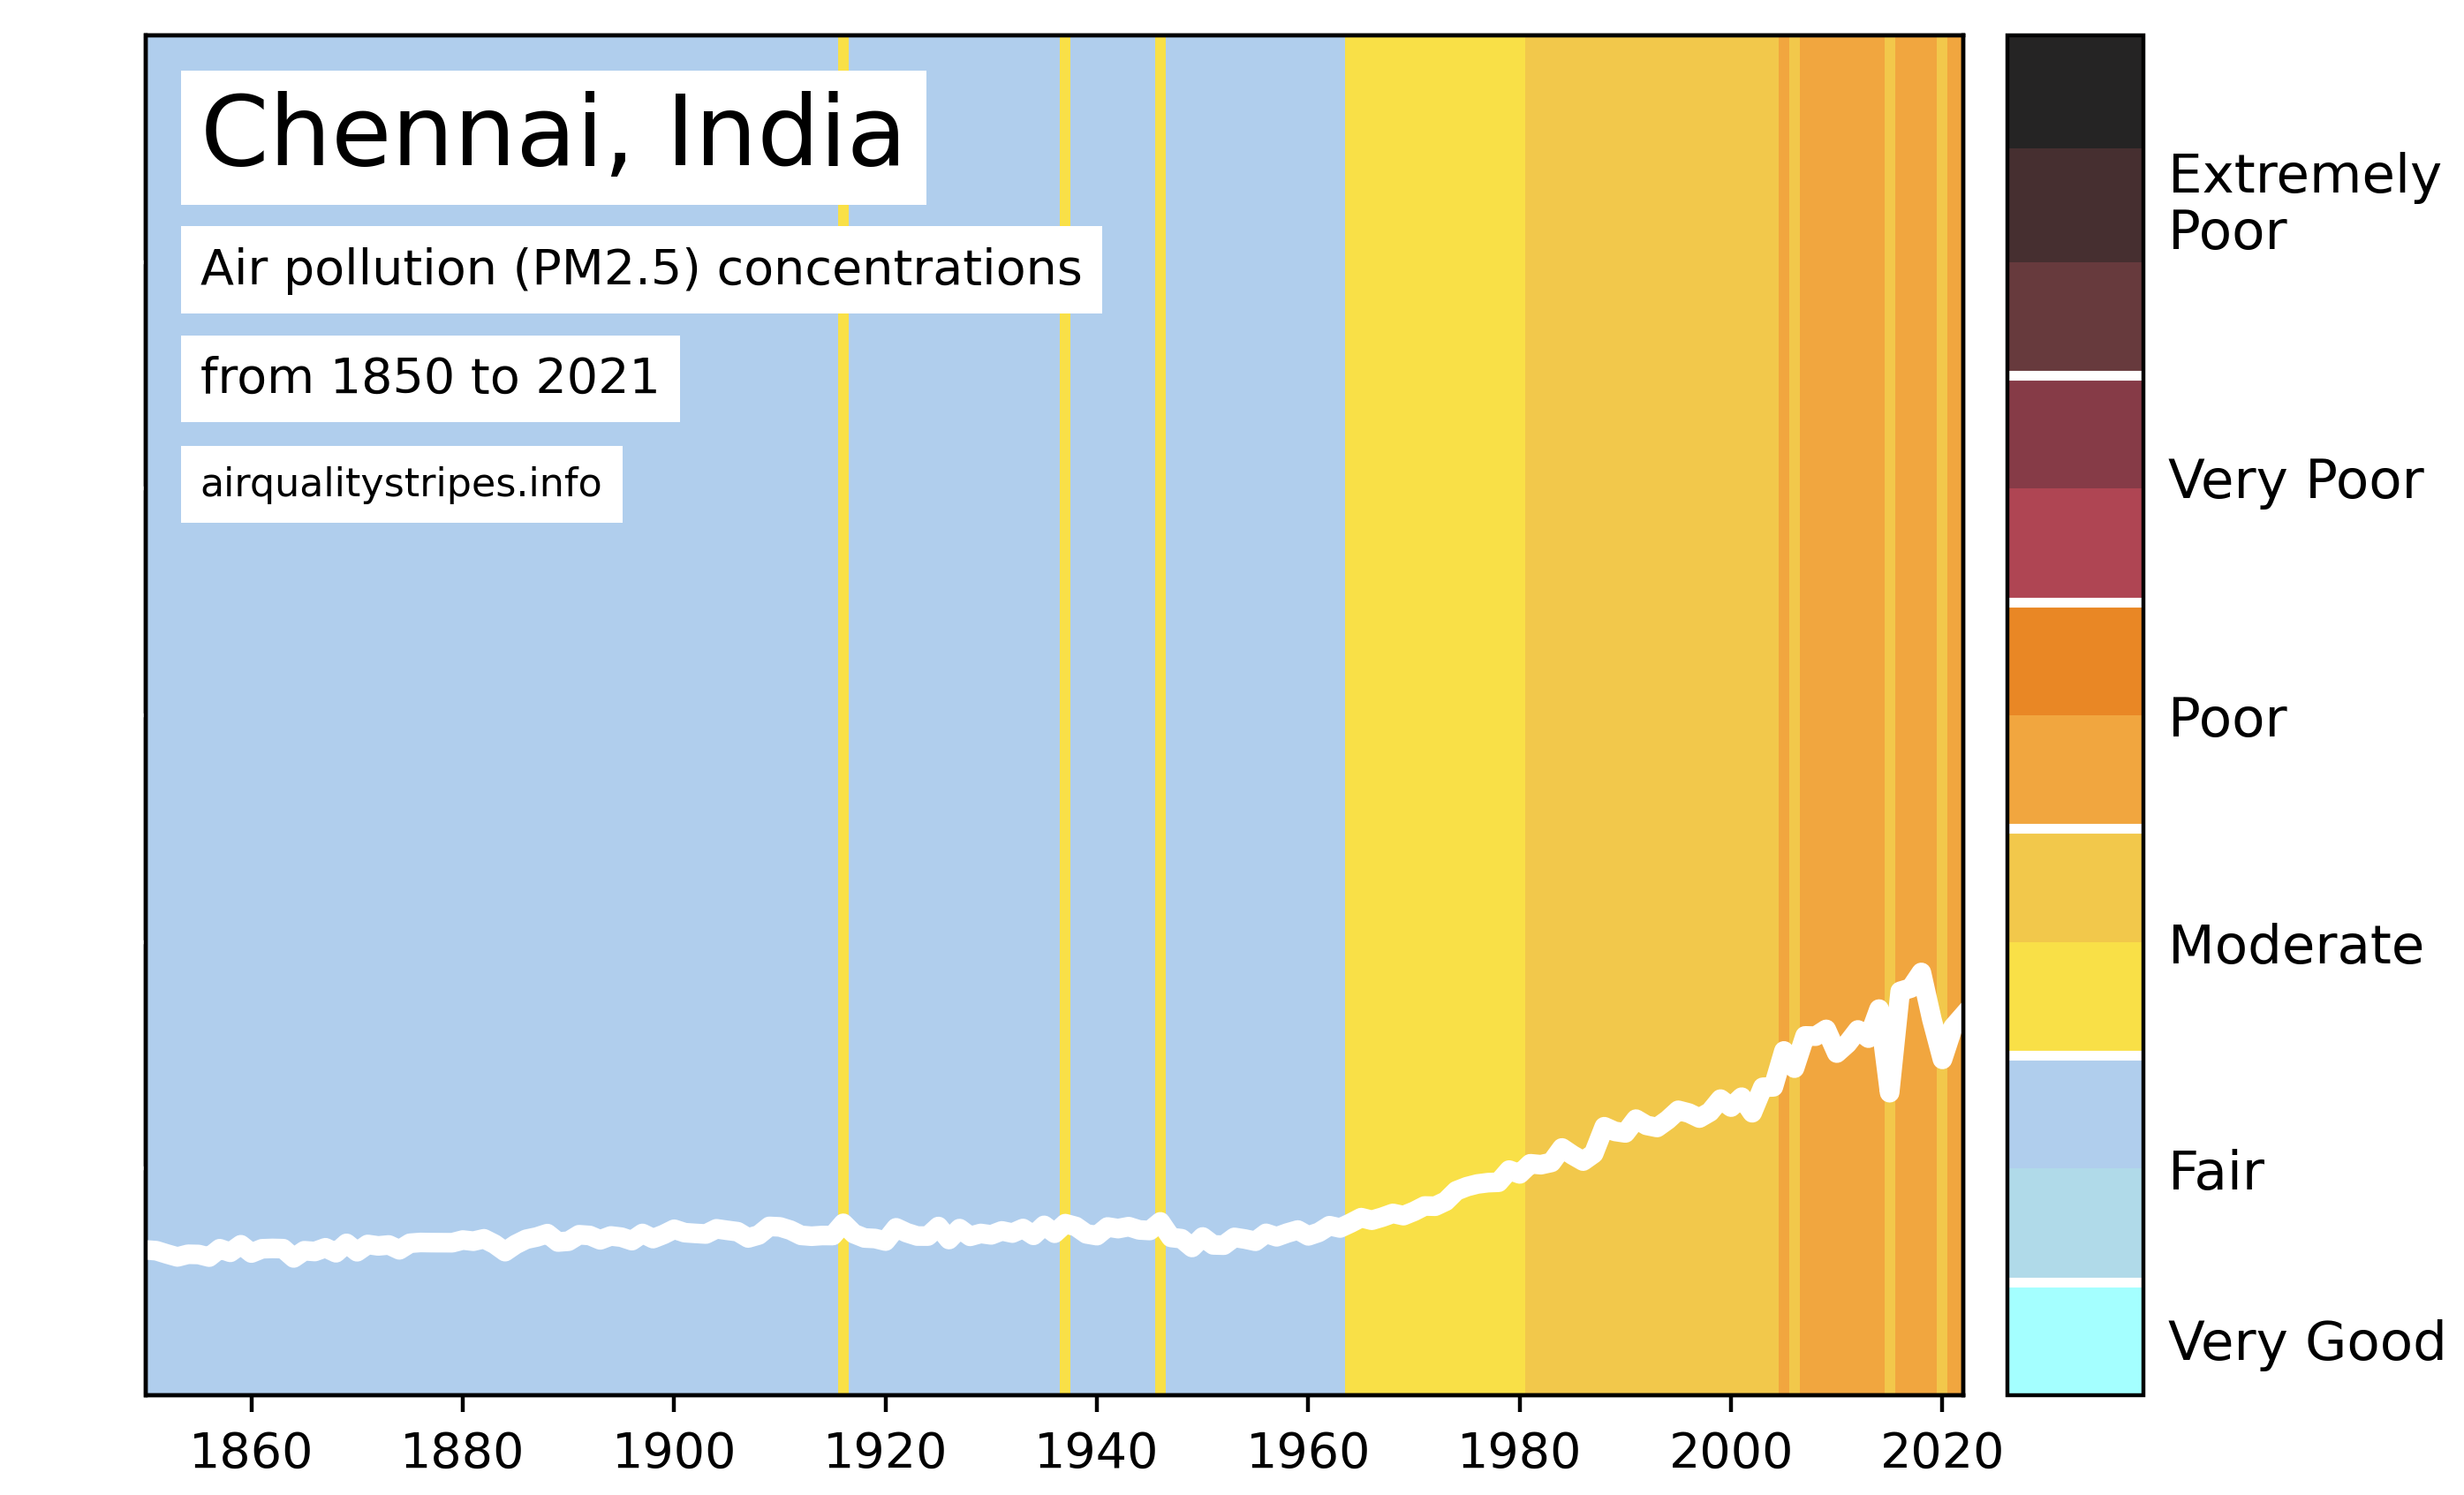 Chennai, India
Air pollution (PM2.5) concentrations
from 1850 to 2021
airqualitystripes.info
Extremely
Poor
Very Poor
Poor
Moderate
Fair
Very Good
1860 1880 1900 1920 1940 1960 1980 2000 2020